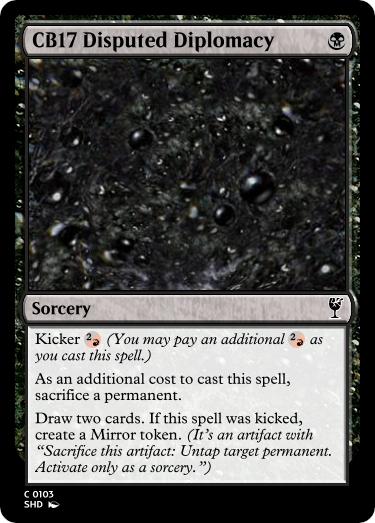 CB17 Disputed Diplomacy
Sorcery
Kicker 2 (You may pay an additional 2 as
you cast this spell.)
As an additional cost to cast this spell,
sacrifice a permanent.
Draw two cards. If this spell was kicked,
create a Mirror token. (It's an artifact with
“Sacrifice this artifact: Untap target permanent.
Activate only as a sorcery.”)
C 0103
SHD